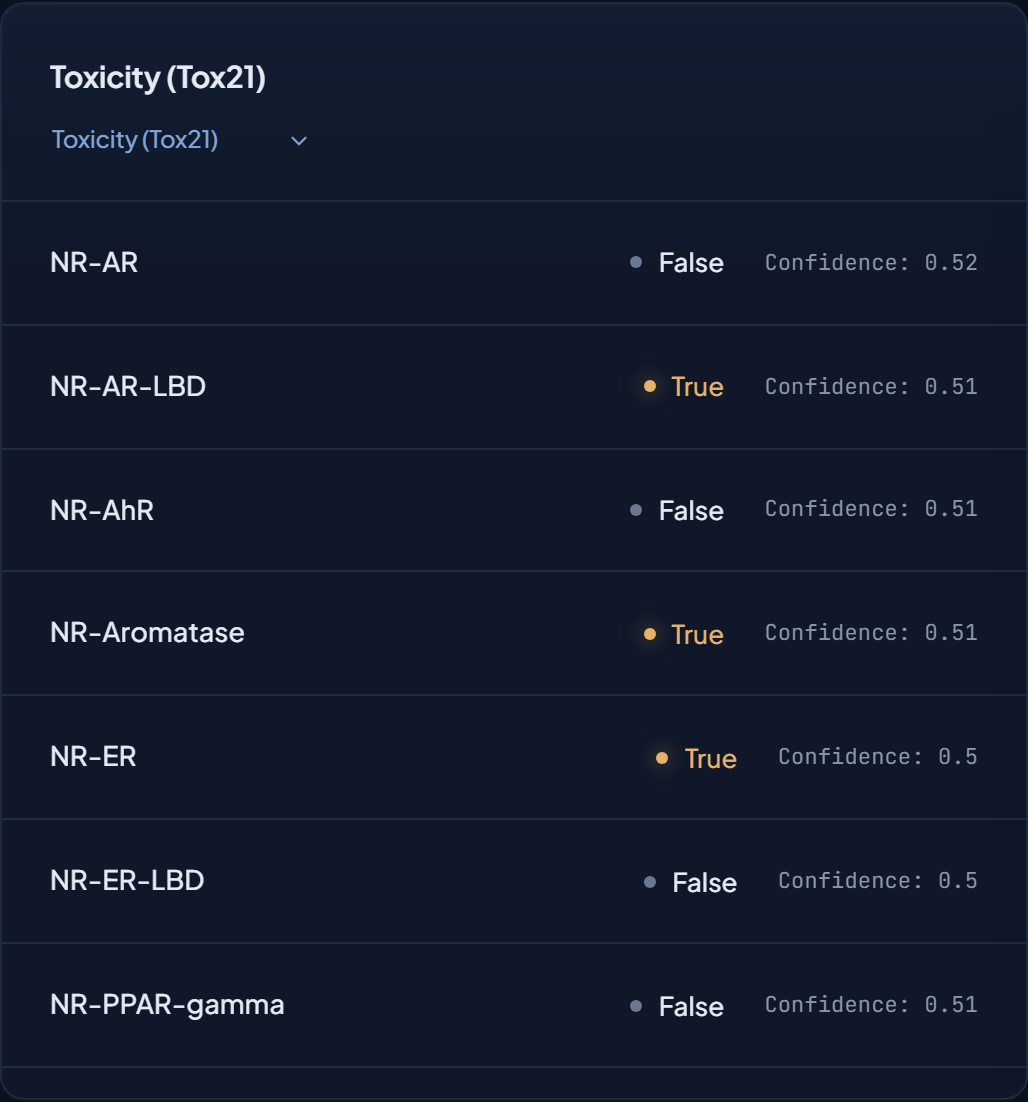 Toxicity (Tox21)
Toxicity (Tox21)
NR-AR False Confidence: 0.52
NR-AR-LBD True Confidence: 0.51
NR-AhR False Confidence: 0.51
NR-Aromatase True Confidence: 0.51
NR-ER True Confidence: 0.5
NR-ER-LBD False Confidence: 0.5
NR-PPAR-gamma False Confidence: 0.51